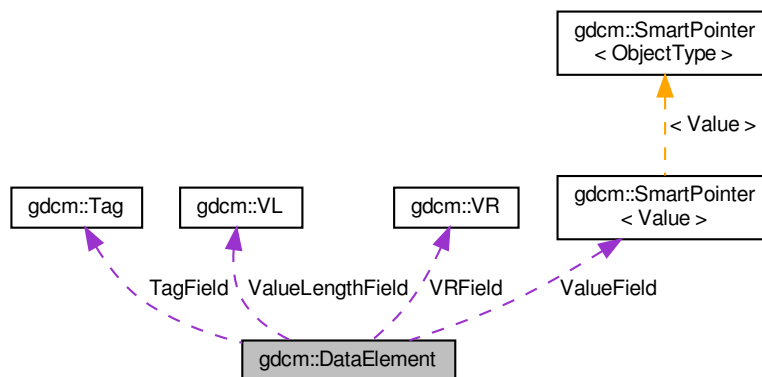 gdcm::SmartPointer
< ObjectType >
< Value >
gdcm::Tag
gdcm::VL
gdcm::VR
gdcm::SmartPointer
< Value >
TagField
ValueLengthField
VRField
ValueField
gdcm::DataElement